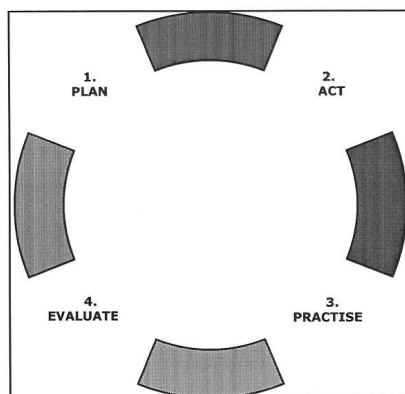 1.
PLAN
2.
ACT
3.
PRACTISE
4.
EVALUATE